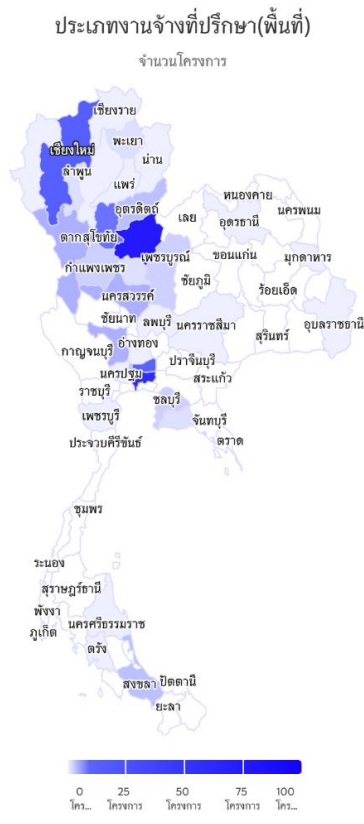 ประเภทงานจ้างที่ปรึกษา(พื้นที่)
จำนวนโครงการ
เชียงราย
เชียงใหม่
พะเยา
น่าน
ลำพูน
แพร่
หนองคาย
อุตรดิตถ์
เลย
นครพนม
อุดรธานี
ตาก
สุโขทัย
เพชรบูรณ์
ขอนแก่น
มุกดาหาร
กำแพงเพชร
ชัยภูมิ
ร้อยเอ็ด
นครสวรรค์
ชัยนาท
ลพบุรี
นครราชสีมา
อุบลราชธานี
สุรินทร์
อ่างทอง
กาญจนบุรี
ปราจีนบุรี
นครปฐม
สระแก้ว
ราชบุรี
ชลบุรี
เพชรบุรี
จันทบุรี
ตราด
ประจวบคีรีขันธ์
ชุมพร
ระนอง
สุราษฎร์ธานี
พังงา
นครศรีธรรมราช
ภูเก็ต
ตรัง
สงขลา
ปัตตานี
ยะลา
0 25 50 75 100
โคร... โครงการ โครงการ โครงการ โคร...